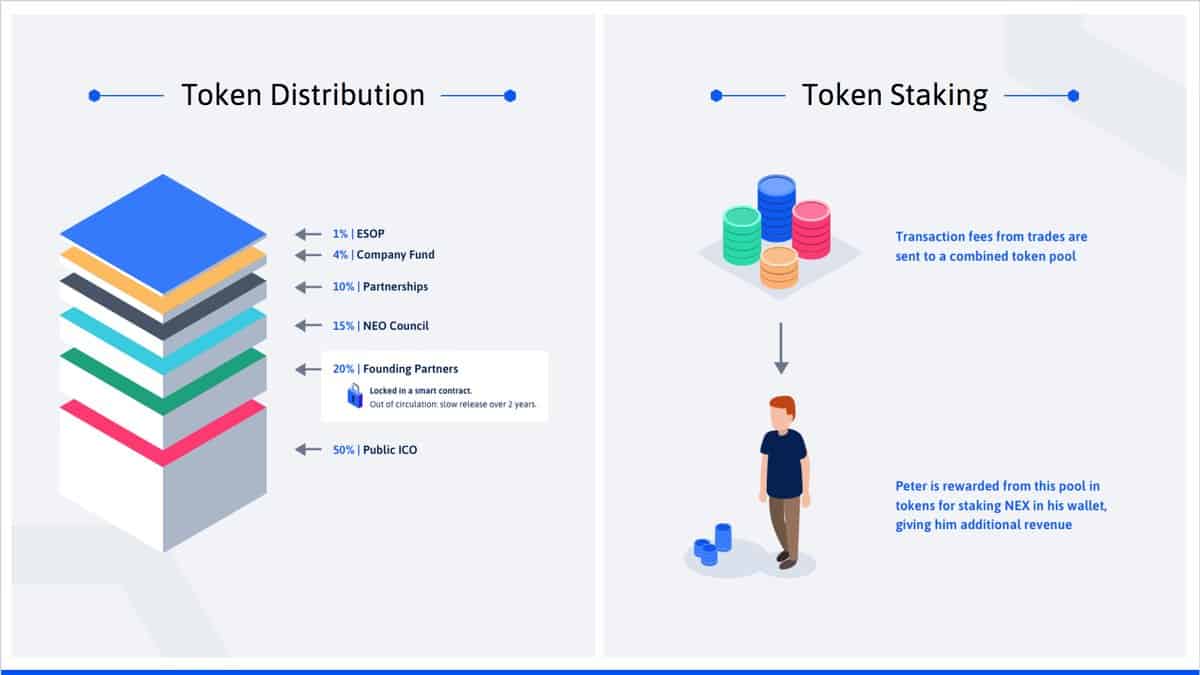 Token Distribution
1% | ESOP
4% | Company Fund
10% | Partnerships
15% | NEO Council
20% | Founding Partners
Locked in a smart contract.
Out of circulation: slow release over 2 years.
50% | Public ICO
Token Staking
Transaction fees from trades are
sent to a combined token pool
Peter is rewarded from this pool in
tokens for staking NEX in his wallet,
giving him additional revenue